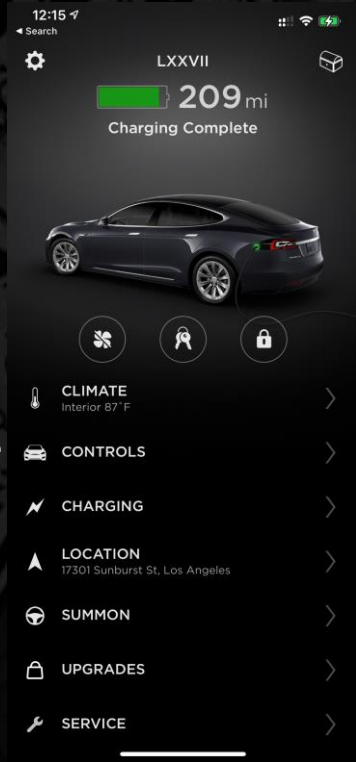 12:15
◀ Search
LXXVII
209 mi
Charging Complete
CLIMATE
Interior 87°F
CONTROLS
CHARGING
LOCATION
17301 Sunburst St, Los Angeles
SUMMON
UPGRADES
SERVICE